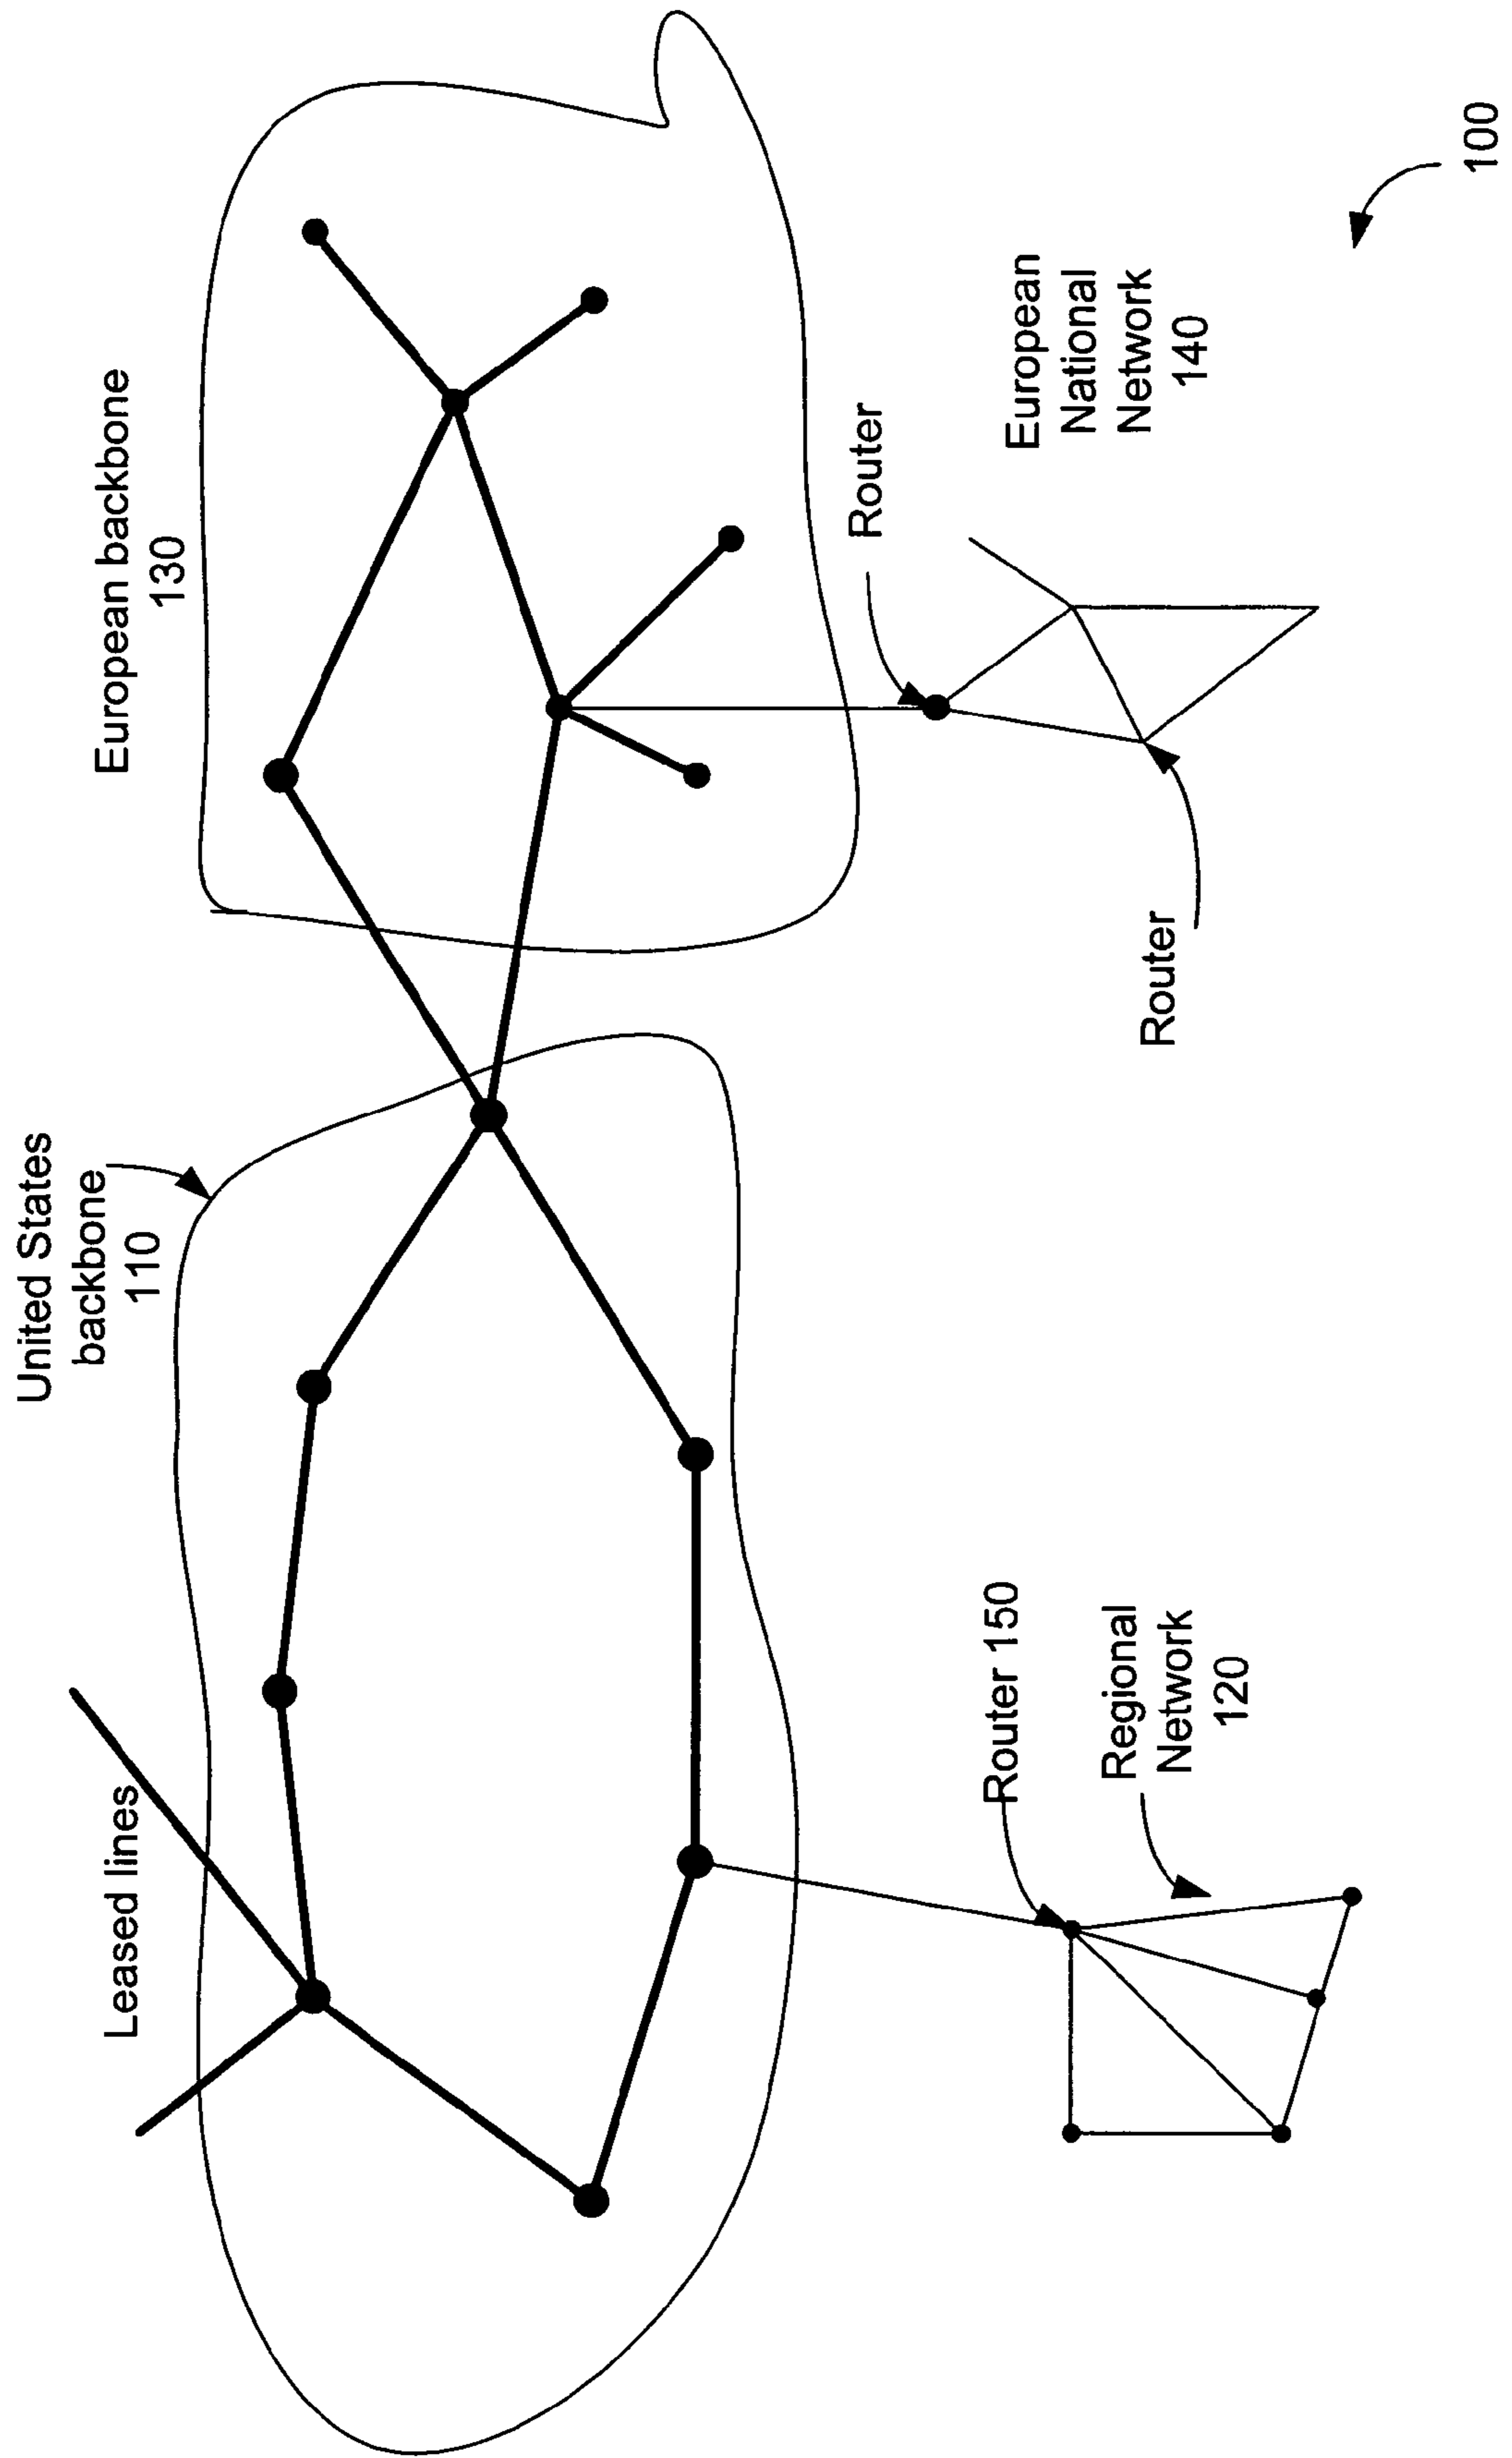 United States
backbone
110
European backbone
130
Leased lines
Router
European
National
Network
140
Router
Router 150
Regional
Network
120
100